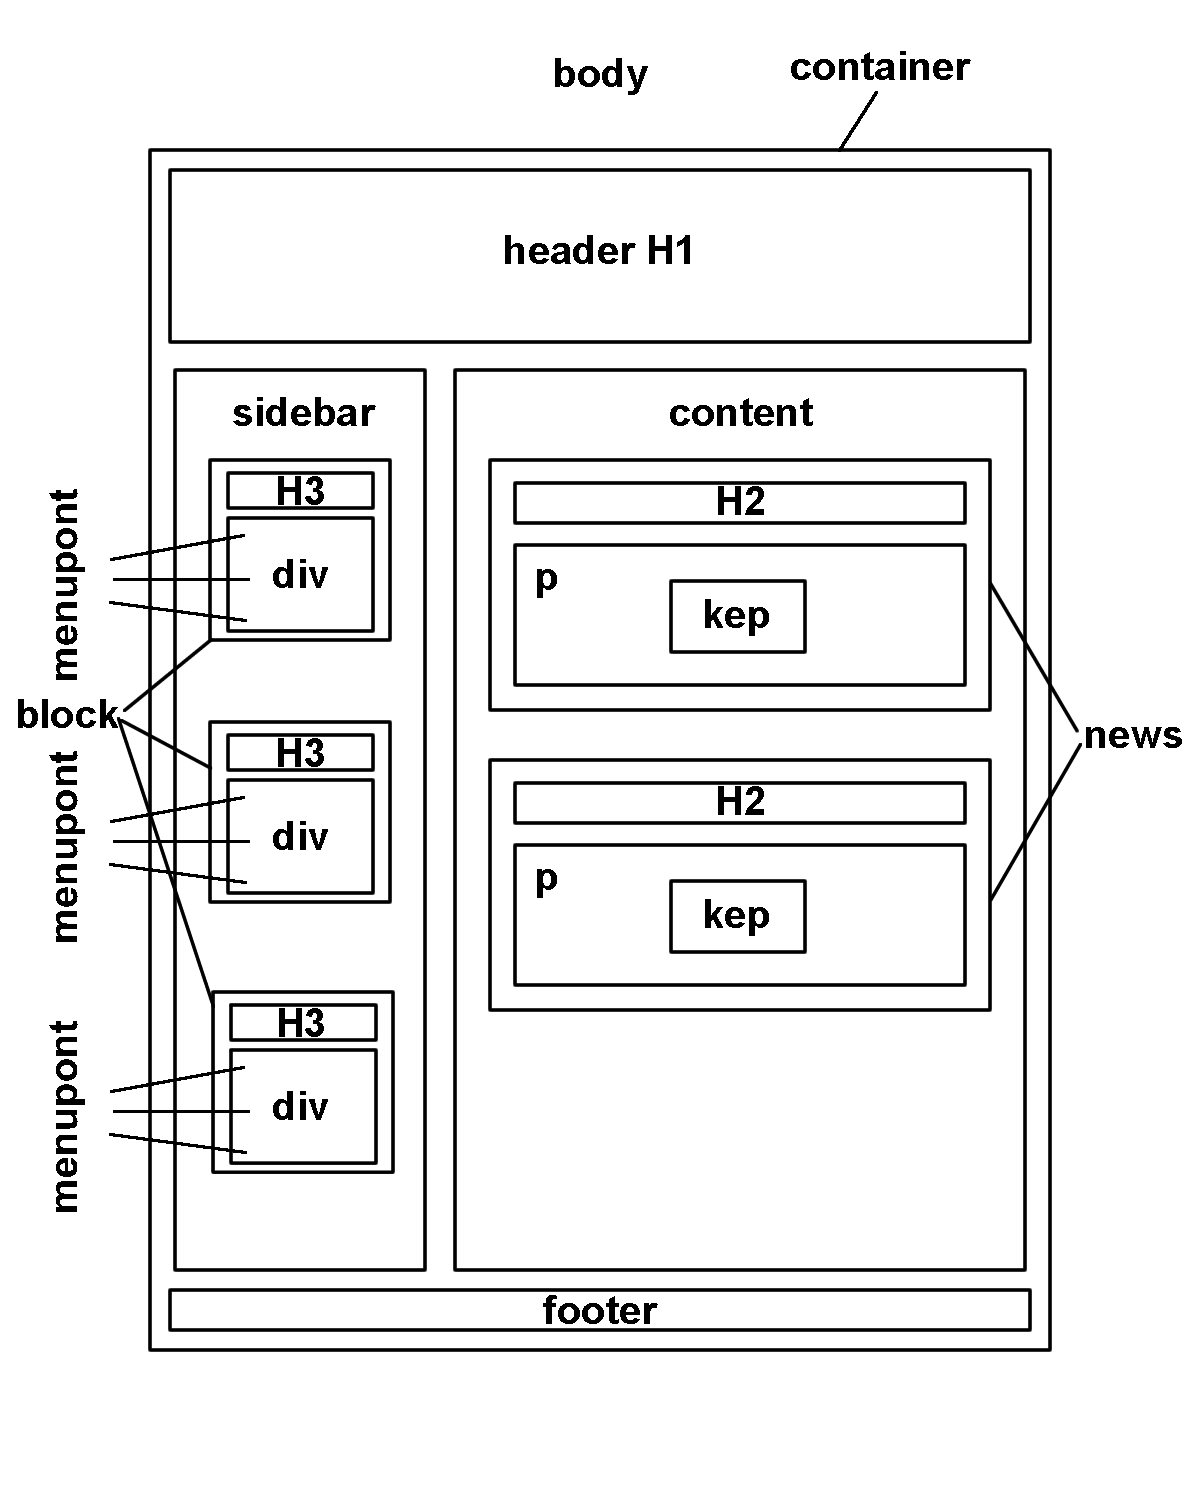 body
container
header H1
sidebar
content
menupont
H3
div
block
menupont
H3
div
menupont
H3
div
H2
p
kep
news
H2
p
kep
footer